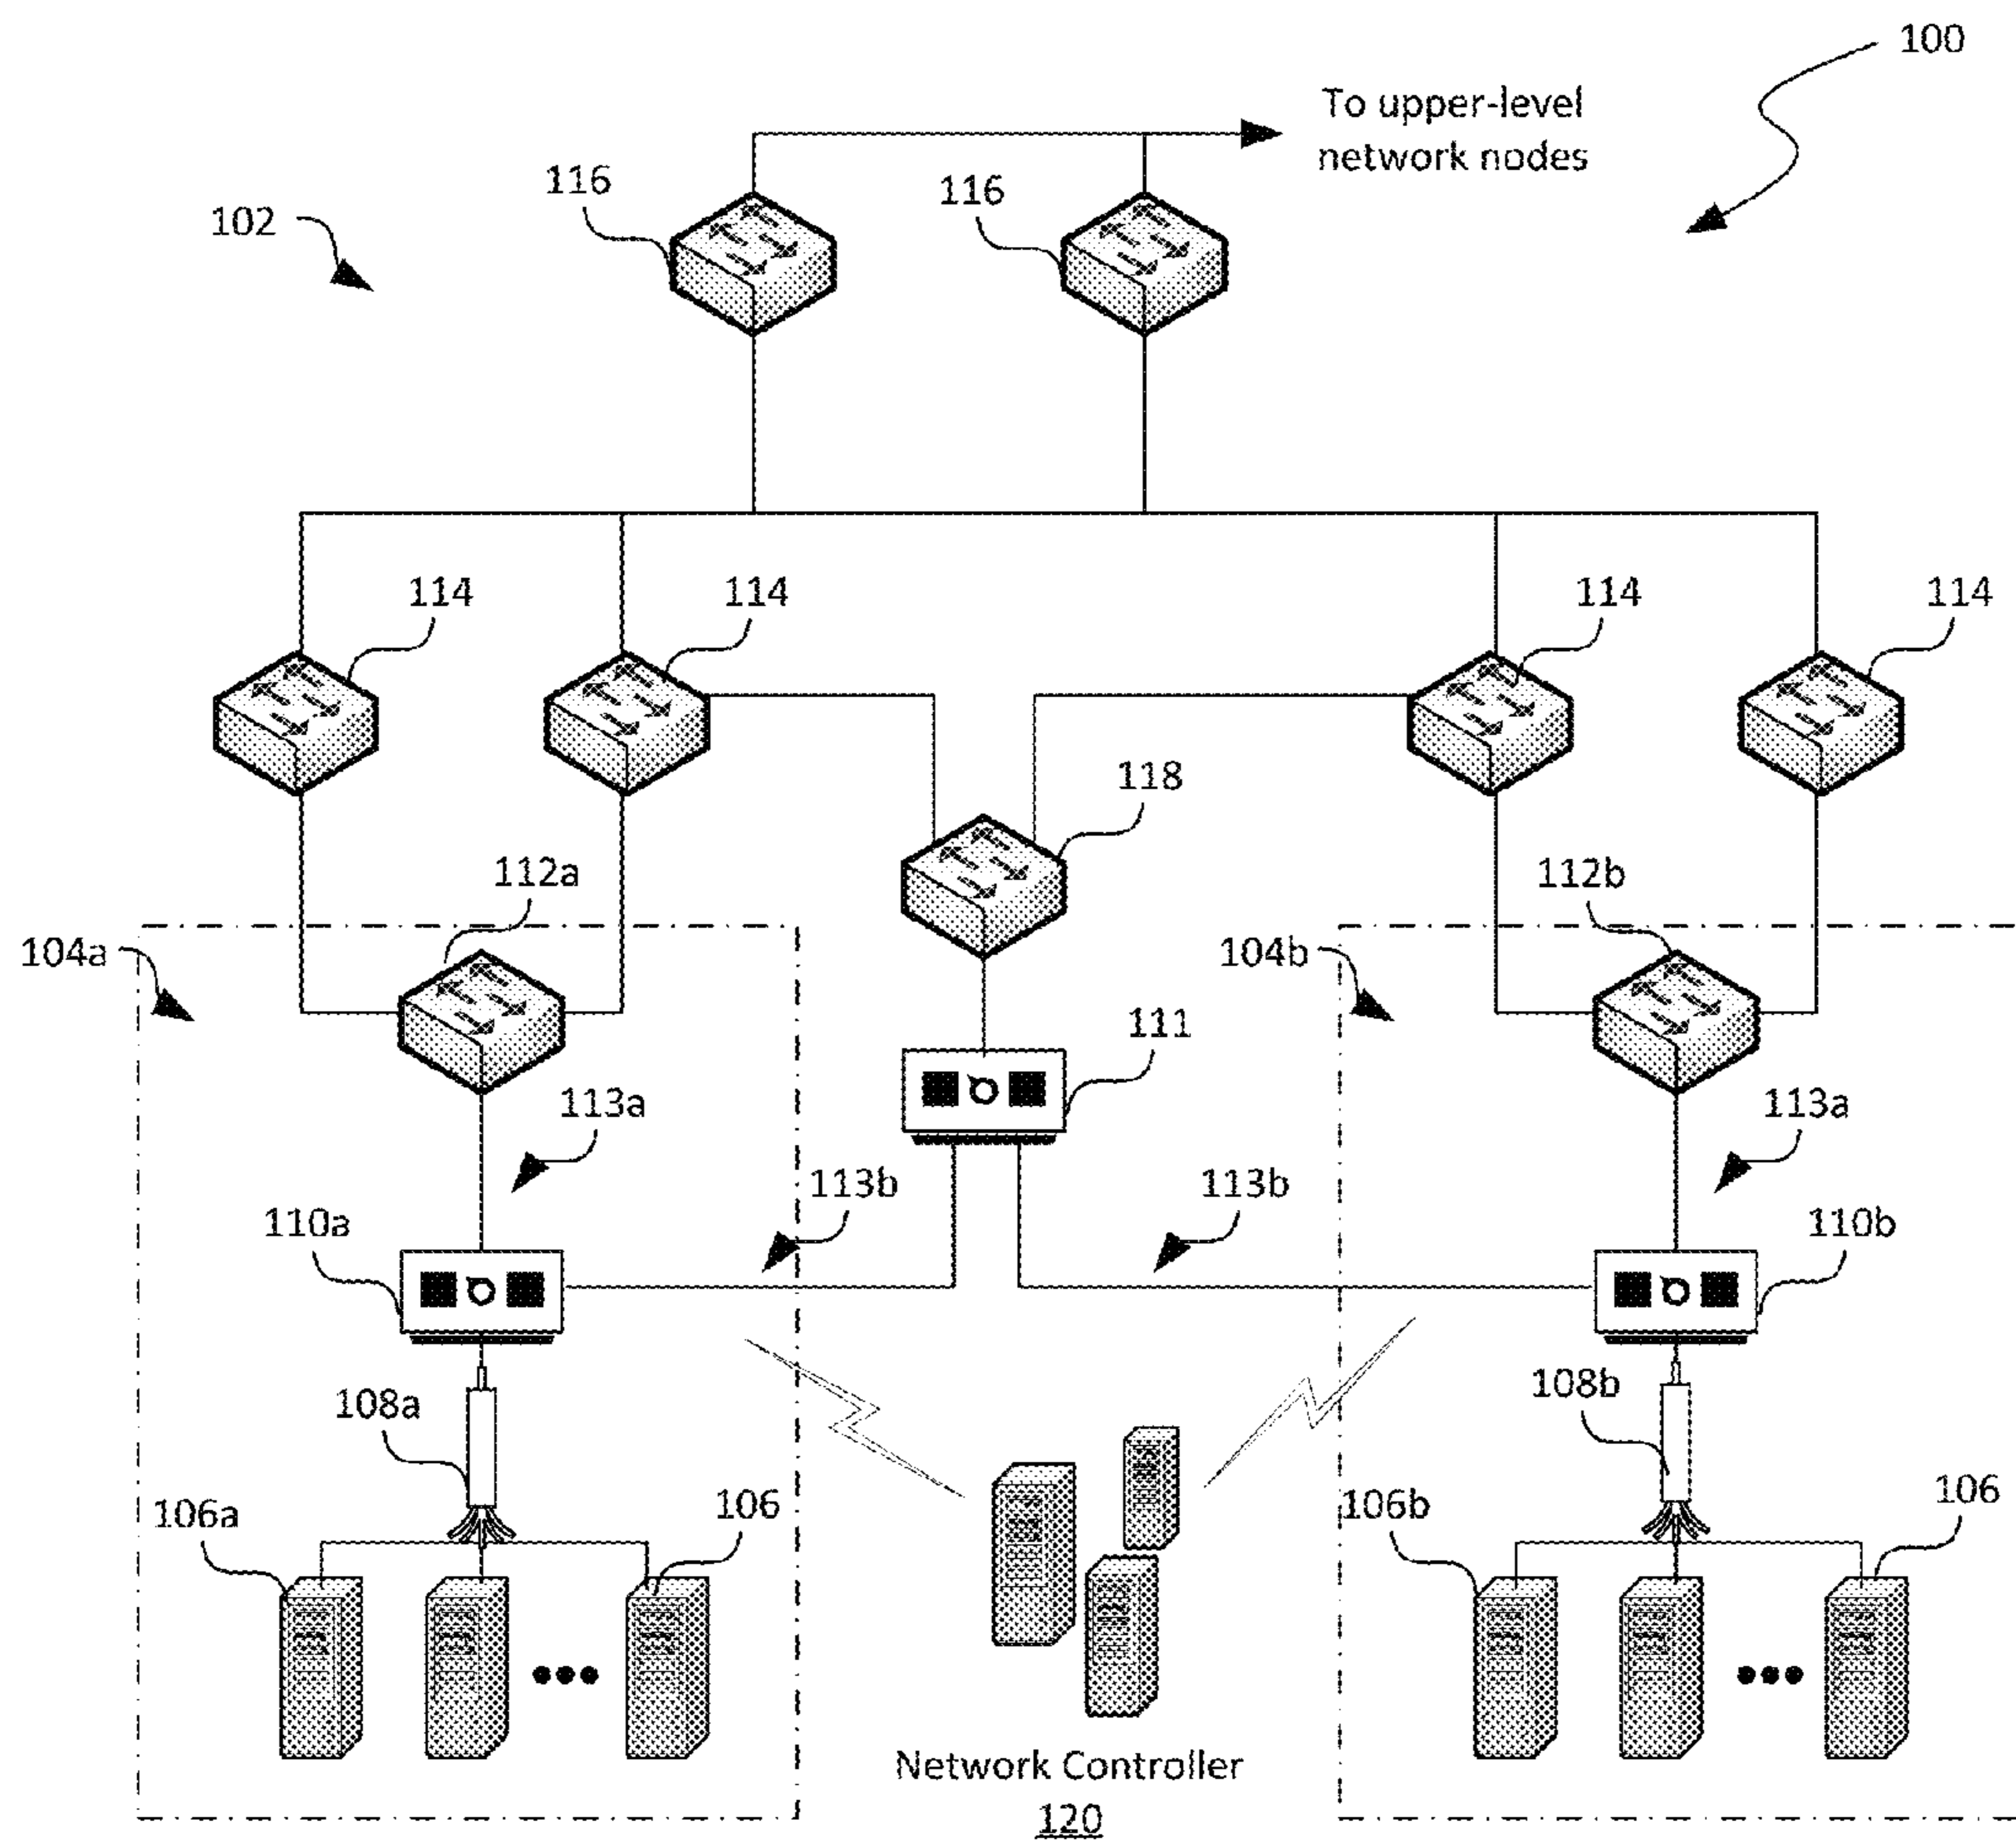 100
To upper-level
network nodes
116
116
102
114
114
114
114
118
112a
112b
104a
104b
111
113a
113a
113b
113b
110a
110b
108a
108b
106a
106
106b
106
Network Controller
120